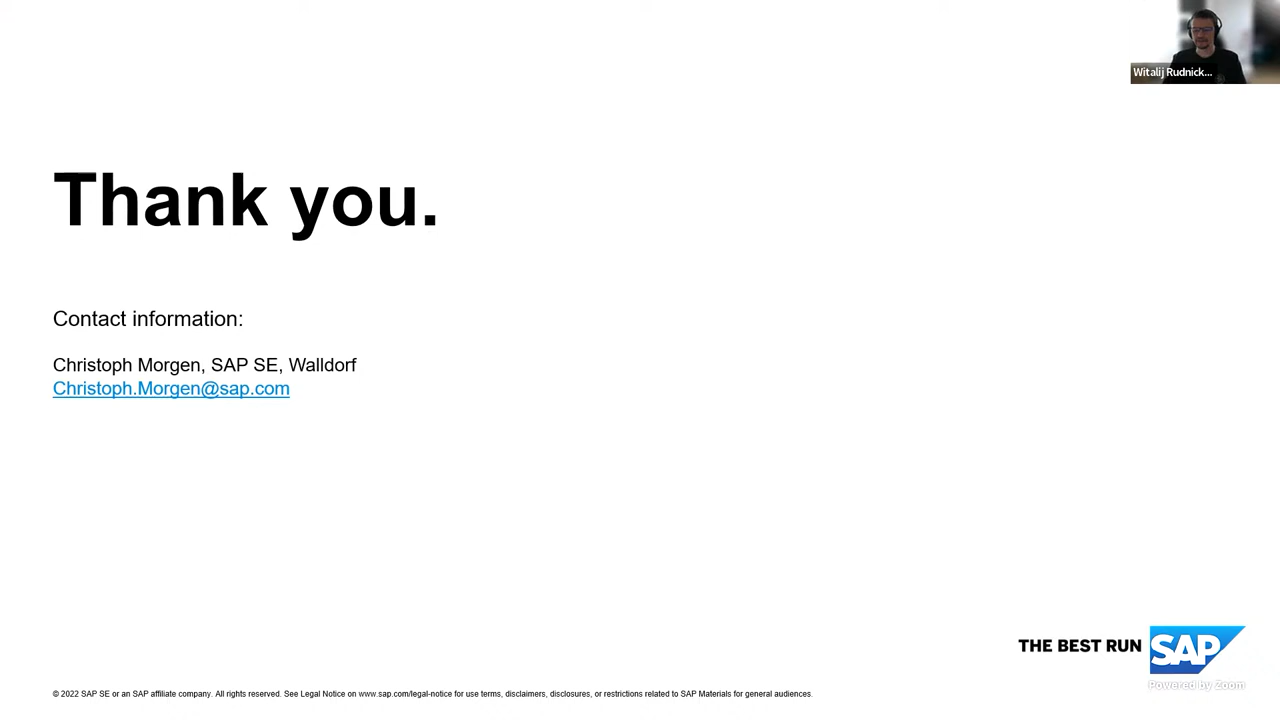 Witalij Rudnick...
Thank you.
Contact information:
Christoph Morgen, SAP SE, Walldorf
Christoph.Morgen@sap.com
THE BEST RUN SAP
Powered by Zoom
© 2022 SAP SE or an SAP affiliate company. All rights reserved. See Legal Notice on www.sap.com/legal-notice for use terms, disclaimers, disclosures, or restrictions related to SAP Materials for general audiences.